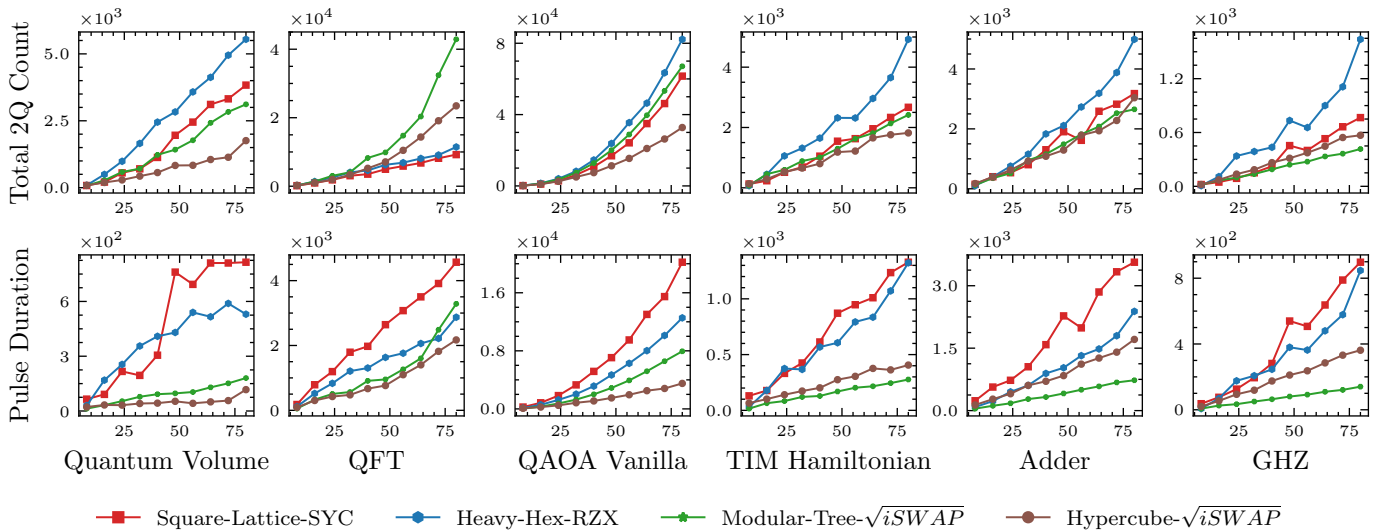 ×10³ ×10⁴ ×10⁴ ×10³ ×10³ ×10³
Total 2Q Count
5.0 2.5 0.0
4 2 0
8 4 0
4 2 0
4 2 0
1.2 0.6 0.0
25 50 75 25 50 75 25 50 75 25 50 75 25 50 75 25 50 75
×10² ×10³ ×10⁴ ×10³ ×10³ ×10²
Pulse Duration
6 3 0
4 2 0
1.6 0.8 0.0
1.0 0.5 0.0
3.0 1.5 0.0
8 4 0
25 50 75 25 50 75 25 50 75 25 50 75 25 50 75 25 50 75
Quantum Volume QFT QAOA Vanilla TIM Hamiltonian Adder GHZ
Square-Lattice-SYC Heavy-Hex-RZX Modular-Tree-√iSWAP Hypercube-√iSWAP